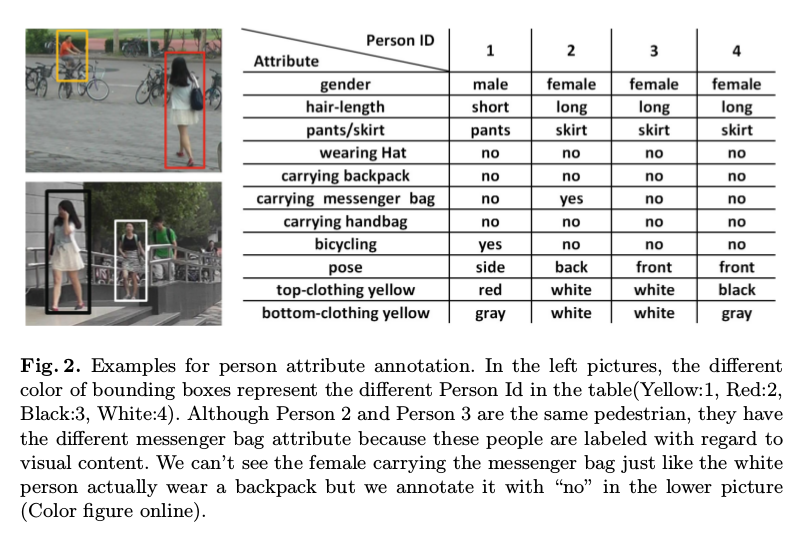 Person ID
Attribute
1 2 3 4
gender male female female female
hair-length short long long long
pants/skirt pants skirt skirt skirt
wearing Hat no no no no
carrying backpack no no no no
carrying messenger bag no yes no no
carrying handbag no no no no
bicycling yes no no no
pose side back front front
top-clothing yellow red white white black
bottom-clothing yellow gray white white gray
Fig. 2. Examples for person attribute annotation. In the left pictures, the different
color of bounding boxes represent the different Person Id in the table(Yellow:1, Red:2,
Black:3, White:4). Although Person 2 and Person 3 are the same pedestrian, they have
the different messenger bag attribute because these people are labeled with regard to
visual content. We can't see the female carrying the messenger bag just like the white
person actually wear a backpack but we annotate it with “no” in the lower picture
(Color figure online).